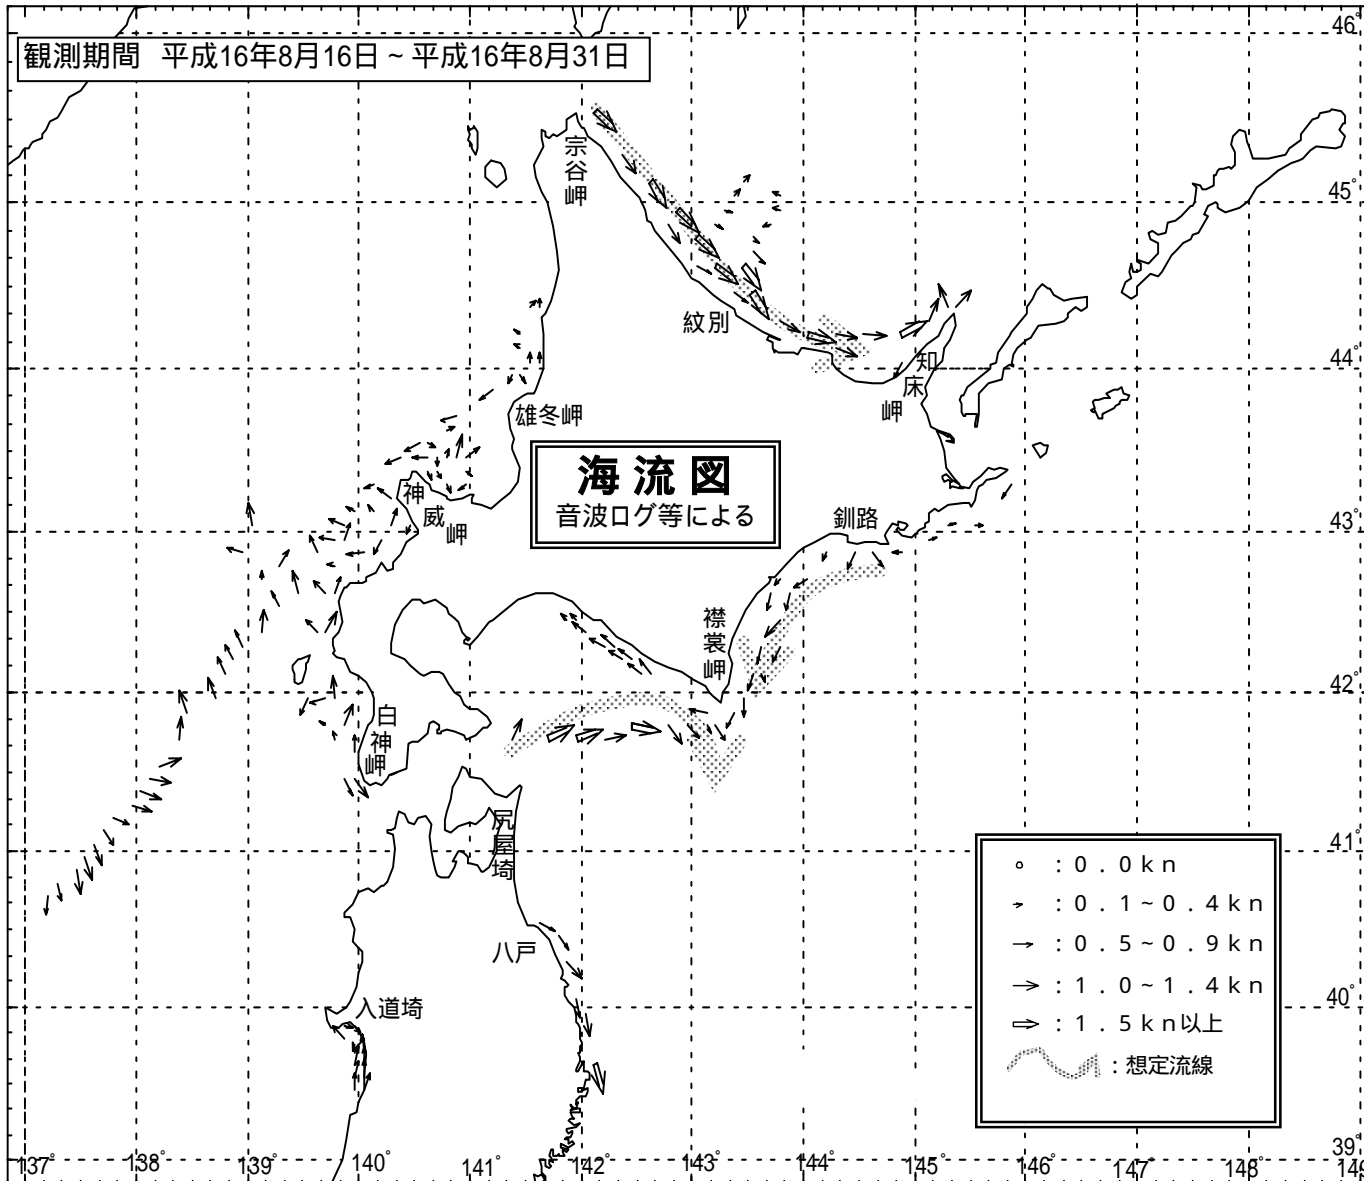 観測期間 平成16年8月16日～平成16年8月31日
46°
宗谷岬
45°
紋別
44°
知床岬
雄冬岬
海流図
音波ログ等による
神威岬
釧路
43°
襟裳岬
42°
白神岬
尻屋埼
41°
八戸
入道埼
40°
：０．０ｋｎ
：０．１～０．４ｋｎ
：０．５～０．９ｋｎ
：１．０～１．４ｋｎ
：１．５ｋｎ以上
：想定流線
39°
137° 138° 139° 140° 141° 142° 143° 144° 145° 146° 147° 148°